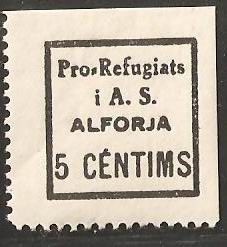 Pro-Refugiats
i A. S.
ALFORJA
5 CÉNTIMS